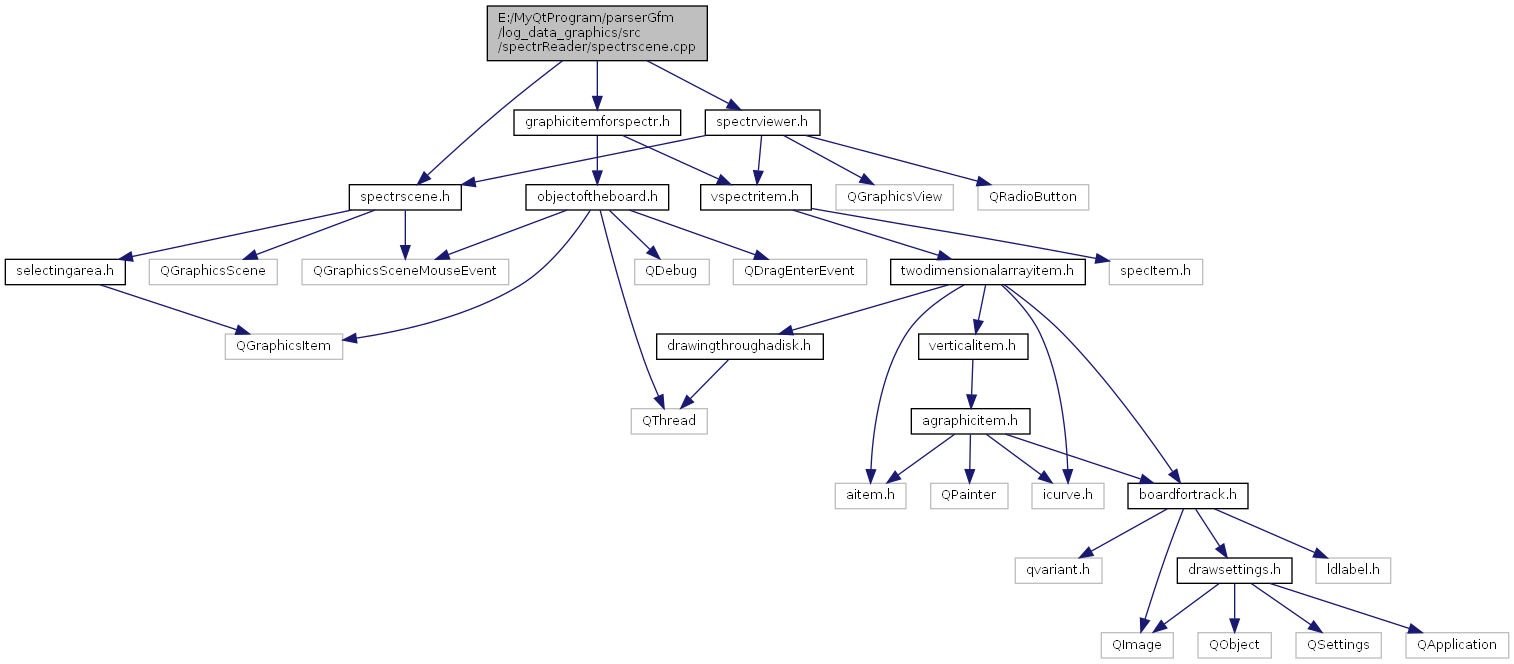 E:/MyQtProgram/parserGfm
/log_data_graphics/src
/spectrReader/spectrscene.cpp
graphicitemforspectr.h
spectrviewer.h
spectrscene.h
objectoftheboard.h
vspectritem.h
QGraphicsView
QRadioButton
selectingarea.h
QGraphicsScene
QGraphicsSceneMouseEvent
QDebug
QDragEnterEvent
twodimensionalarrayitem.h
specItem.h
QGraphicsItem
drawingthroughadisk.h
verticalitem.h
QThread
agraphicitem.h
aitem.h
QPainter
icurve.h
boardfortrack.h
qvariant.h
drawsettings.h
ldlabel.h
QImage
QObject
QSettings
QApplication